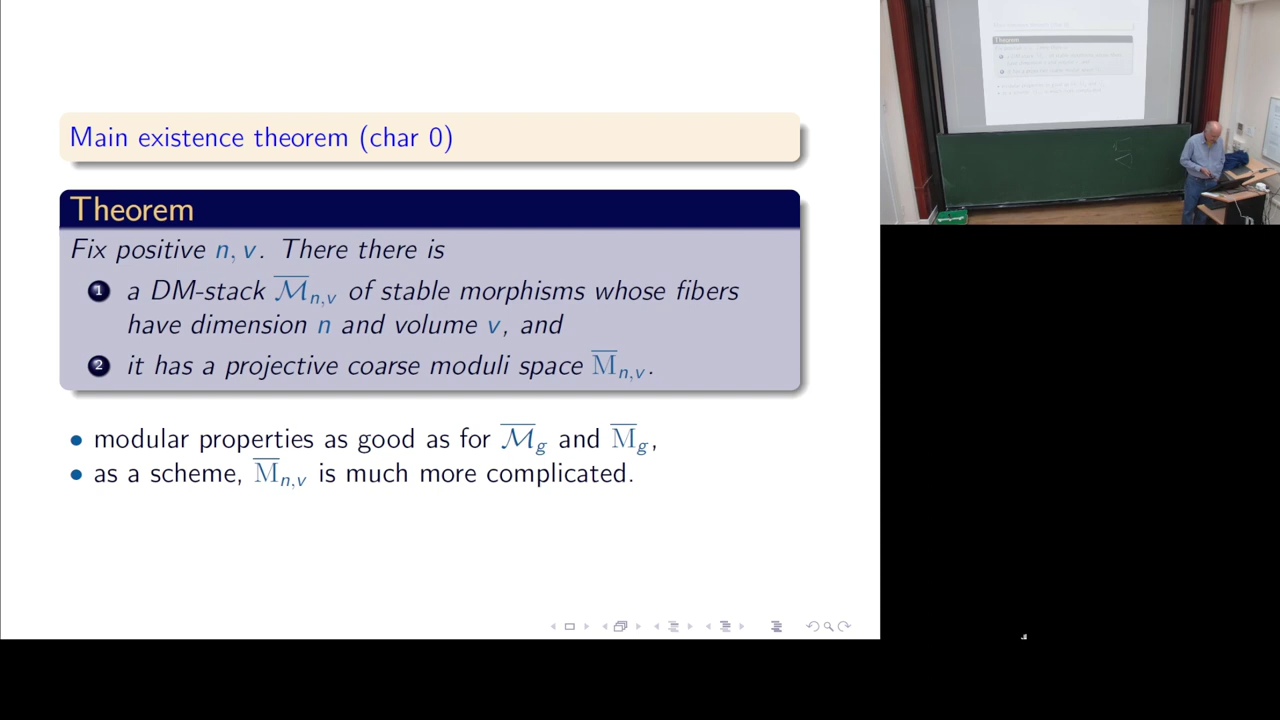 Main existence theorem (char 0)
Theorem
Fix positive n, v. There there is
1 a DM-stack $\overline{\mathcal{M}}_{n,v}$ of stable morphisms whose fibers
have dimension n and volume v, and
2 it has a projective coarse moduli space $\overline{\mathrm{M}}_{n,v}$.
• modular properties as good as for $\overline{\mathcal{M}}_g$ and $\overline{\mathrm{M}}_g$,
• as a scheme, $\overline{\mathrm{M}}_{n,v}$ is much more complicated.